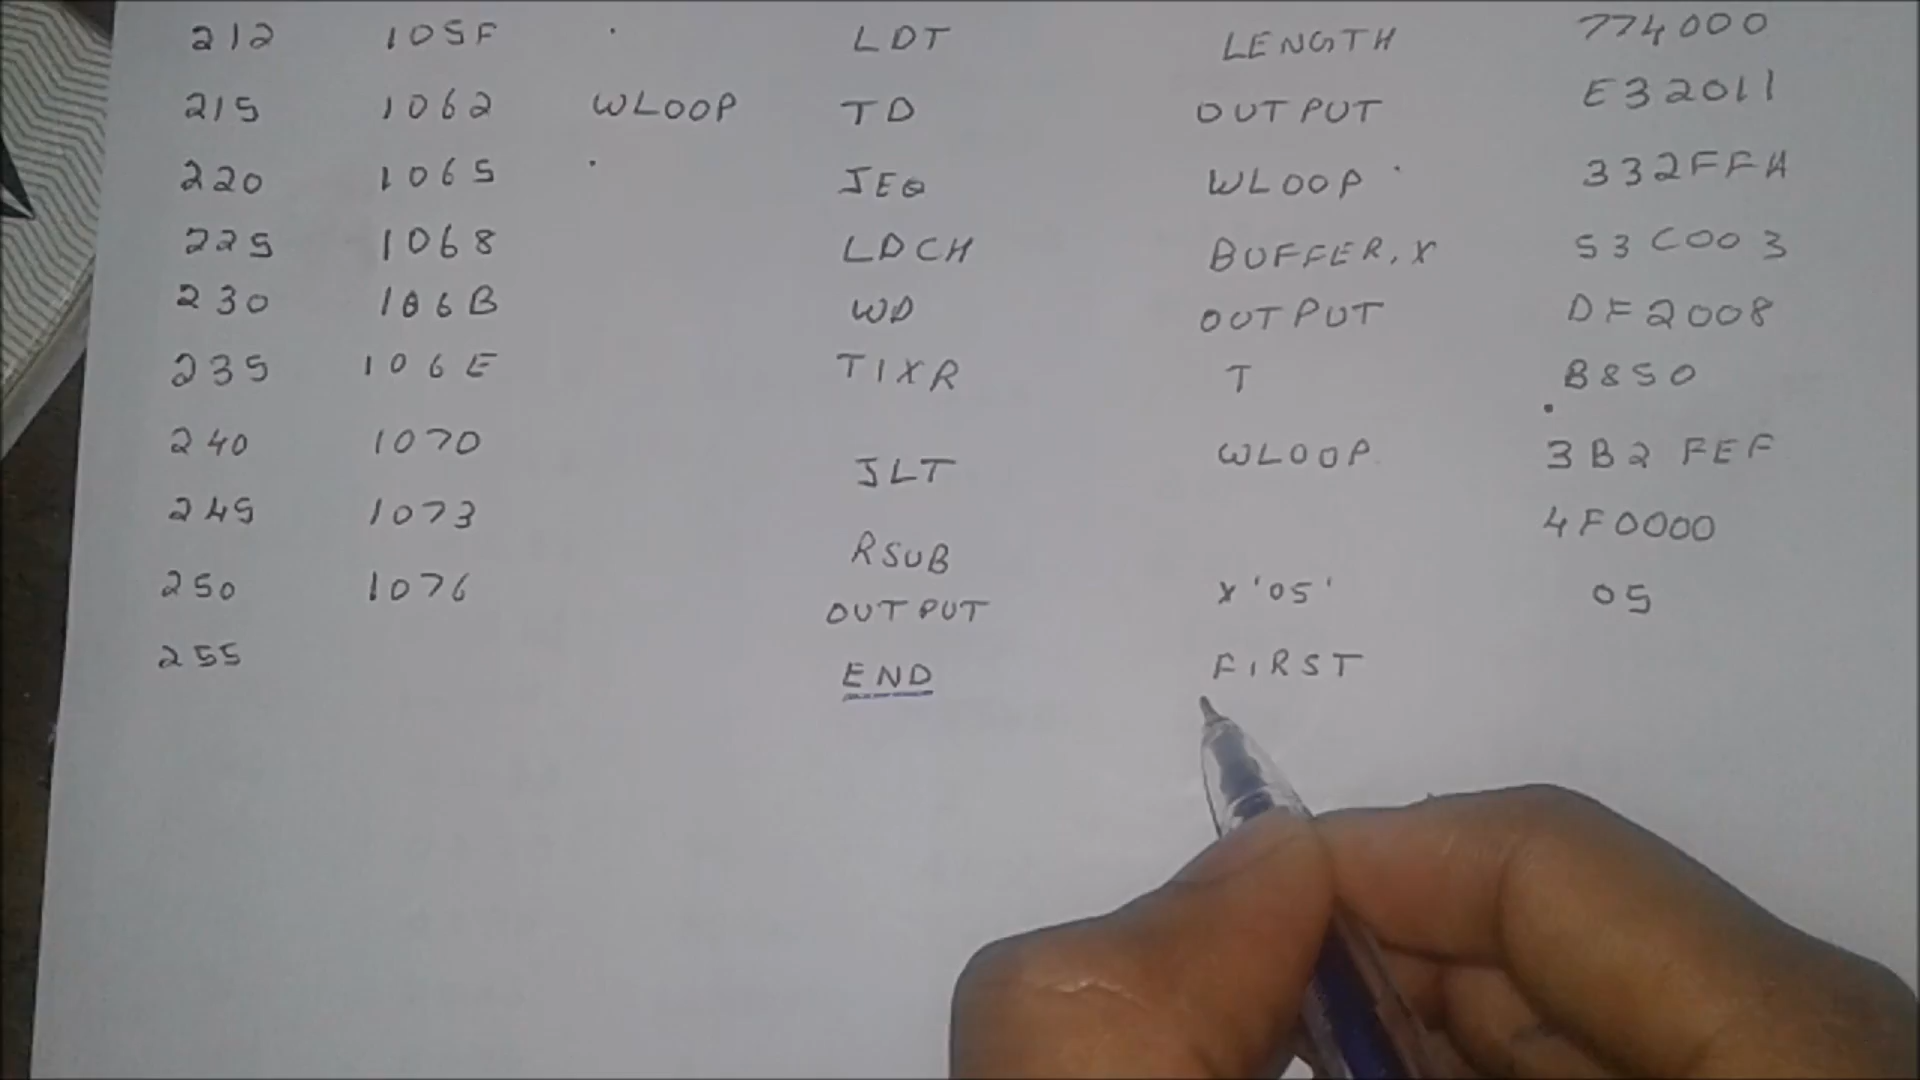 212 105F . LDT LENGTH 774000
215 1062 WLOOP TD OUTPUT E32011
220 1065 . JEQ WLOOP 332FFA
225 1068 LDCH BUFFER,X 53C003
230 106B WD OUTPUT DF2008
235 106E TIXR T B850
240 1070 JLT WLOOP 3B2FEF
245 1073 RSUB 4F0000
250 1076 OUTPUT X'05' 05
255 END FIRST